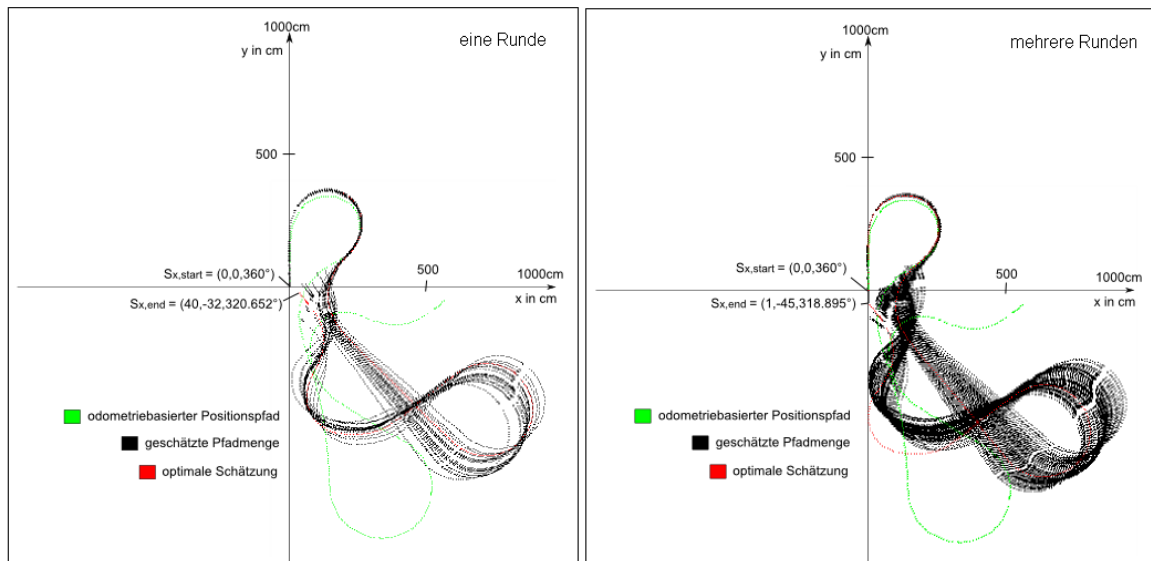 1000cm
y in cm
eine Runde
500
Sx,start = (0,0,360°)
500
1000cm
x in cm
Sx,end = (40,-32,320.652°)
odometriebasierter Positionspfad
geschätzte Pfadmenge
optimale Schätzung
1000cm
y in cm
mehrere Runden
500
Sx,start = (0,0,360°)
500
1000cm
x in cm
Sx,end = (1,-45,318.895°)
odometriebasierter Positionspfad
geschätzte Pfadmenge
optimale Schätzung